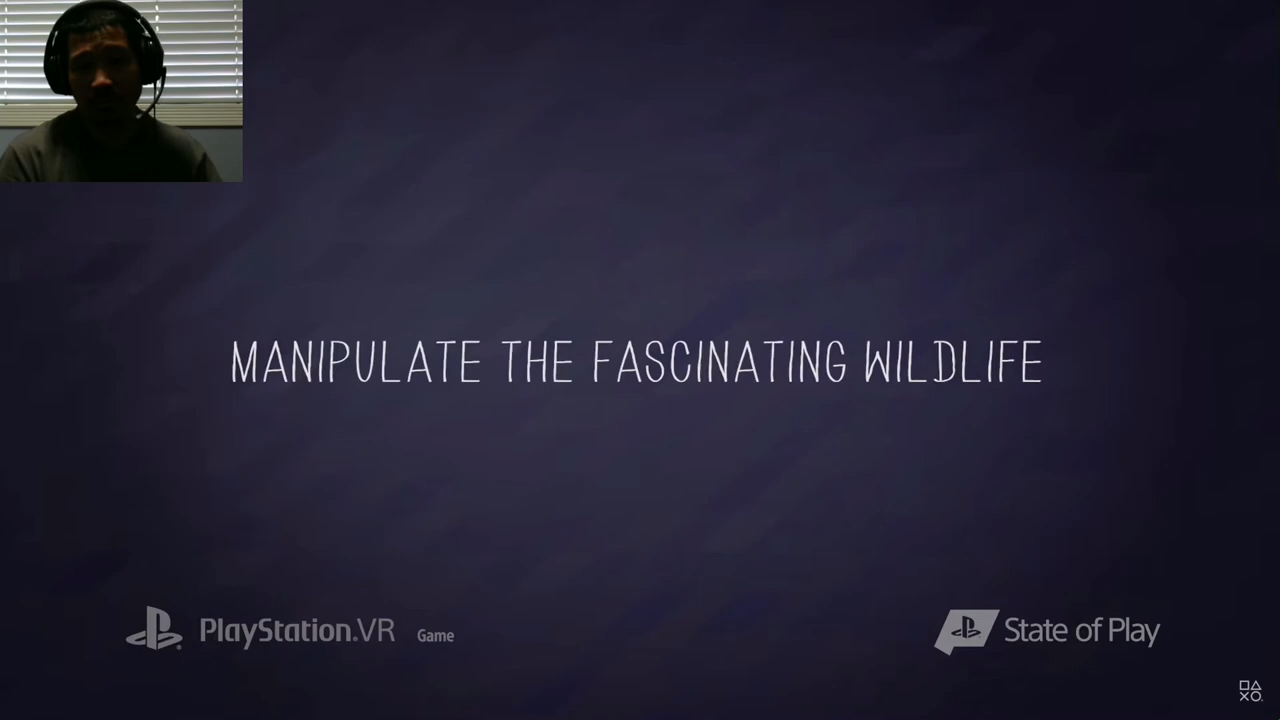 MANIPULATE THE FASCINATING WILDLIFE
PlayStation.VR Game
State of Play